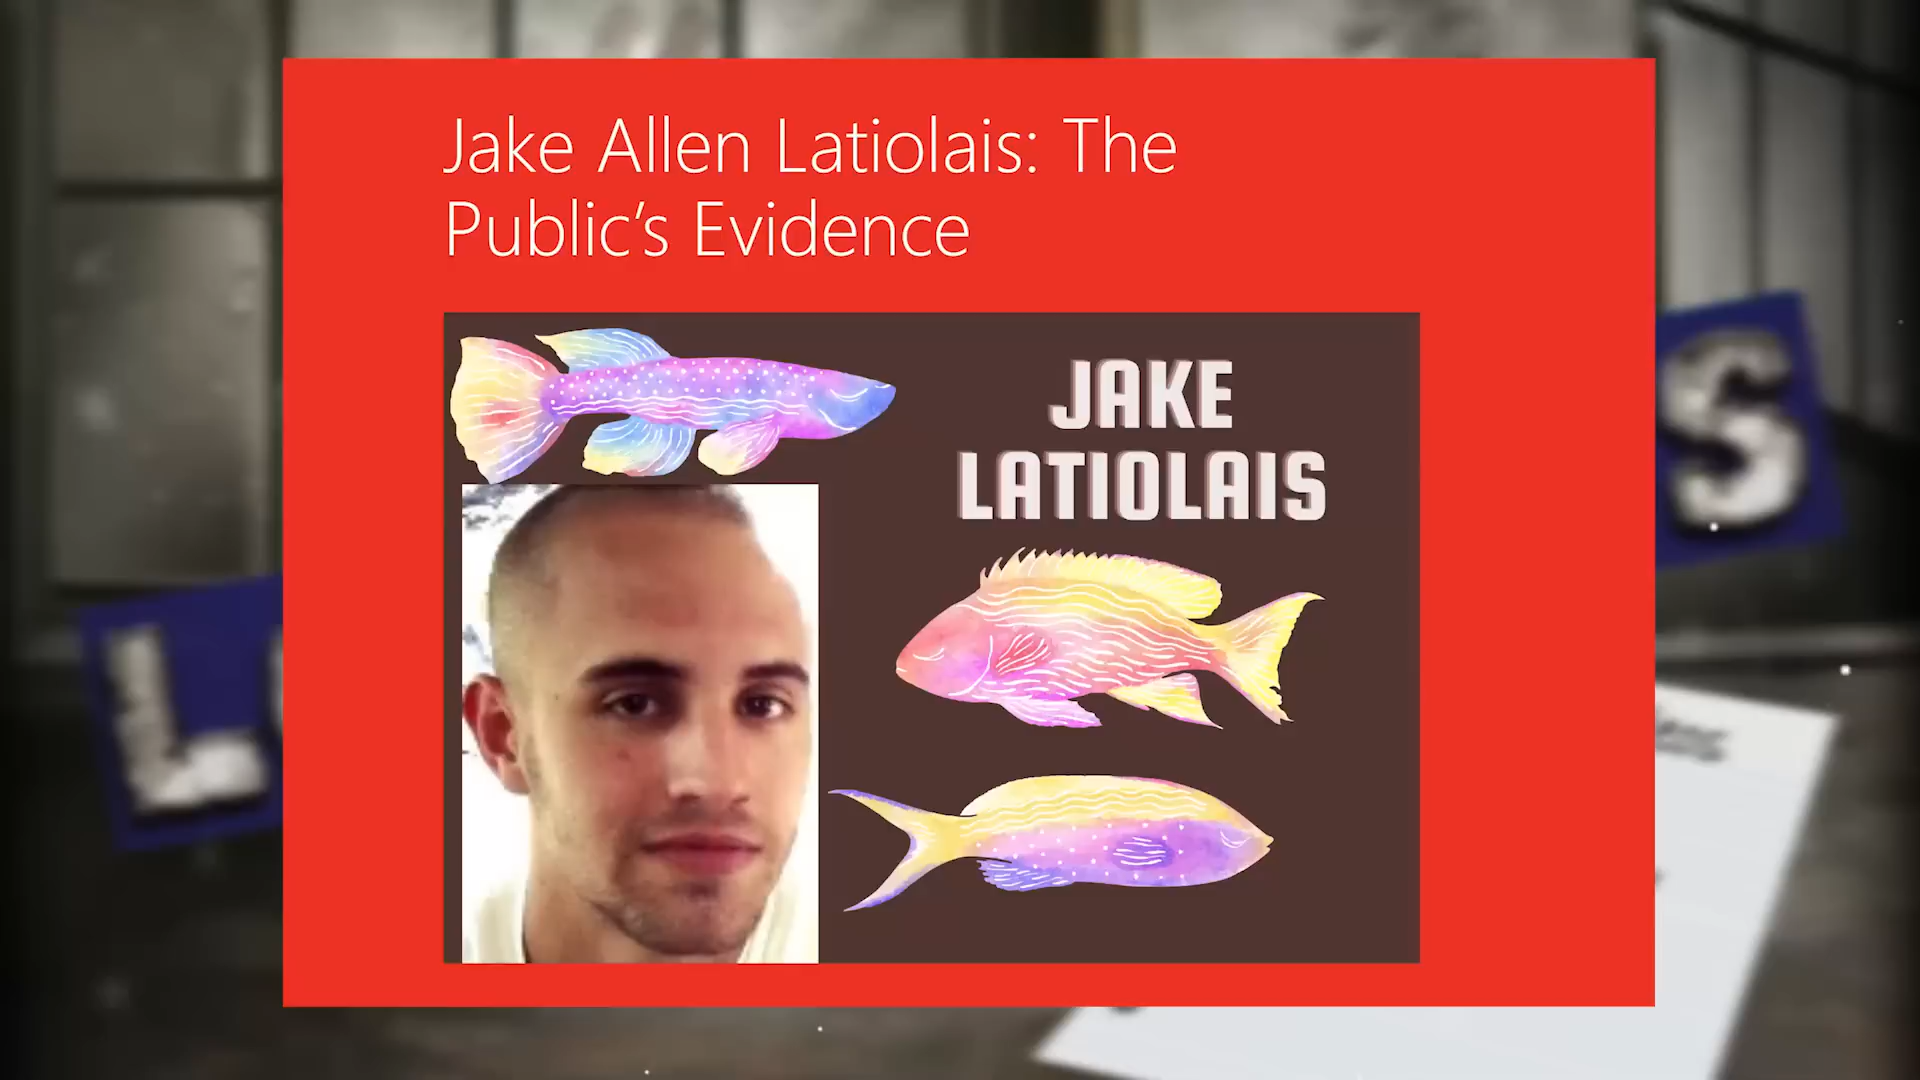 Jake Allen Latiolais: The
Public’s Evidence
JAKE
LATIOLAIS
L
S